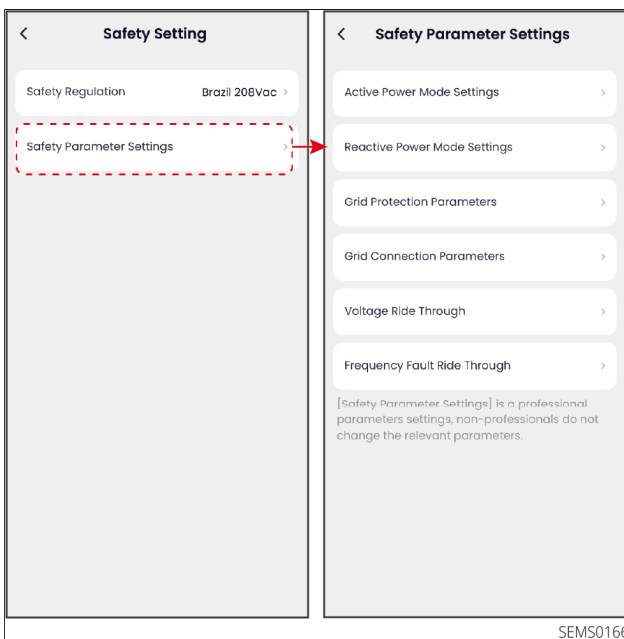 Safety Setting
Safety Regulation Brazil 208Vac
Safety Parameter Settings
Safety Parameter Settings
Active Power Mode Settings
Reactive Power Mode Settings
Grid Protection Parameters
Grid Connection Parameters
Voltage Ride Through
Frequency Fault Ride Through
[Safety Parameter Settings] is a professional
parameters settings, non-professionals do not
change the relevant parameters.
SEMS0166